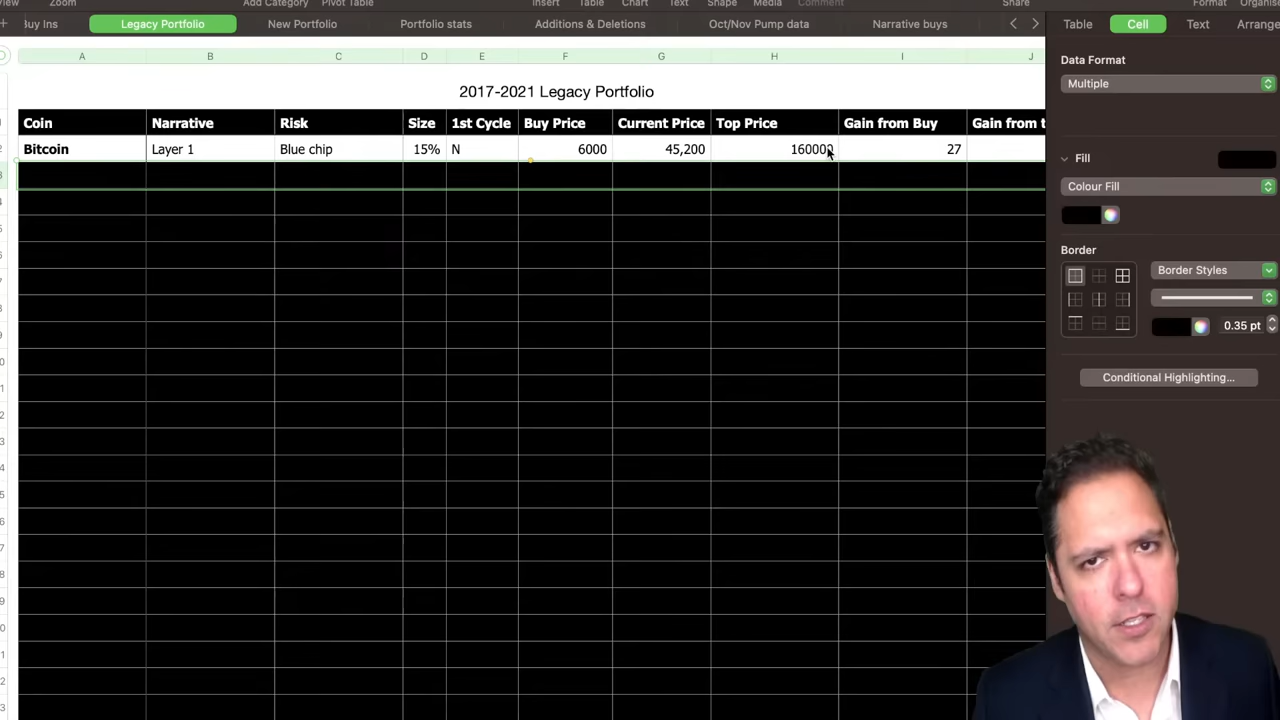 View Zoom Add Category Pivot Table Insert Table Chart Text Shape Media Comment Share Format Organise
Buy Ins Legacy Portfolio New Portfolio Portfolio stats Additions & Deletions Oct/Nov Pump data Narrative buys Table Cell Text Arrange
A B C D E F G H I J
Data Format
Multiple
2017-2021 Legacy Portfolio
Coin Narrative Risk Size 1st Cycle Buy Price Current Price Top Price Gain from Buy Gain from t
2 Bitcoin Layer 1 Blue chip 15% N 6000 45,200 160000 27
Fill
Colour Fill
Border
Border Styles
0.35 pt
Conditional Highlighting...